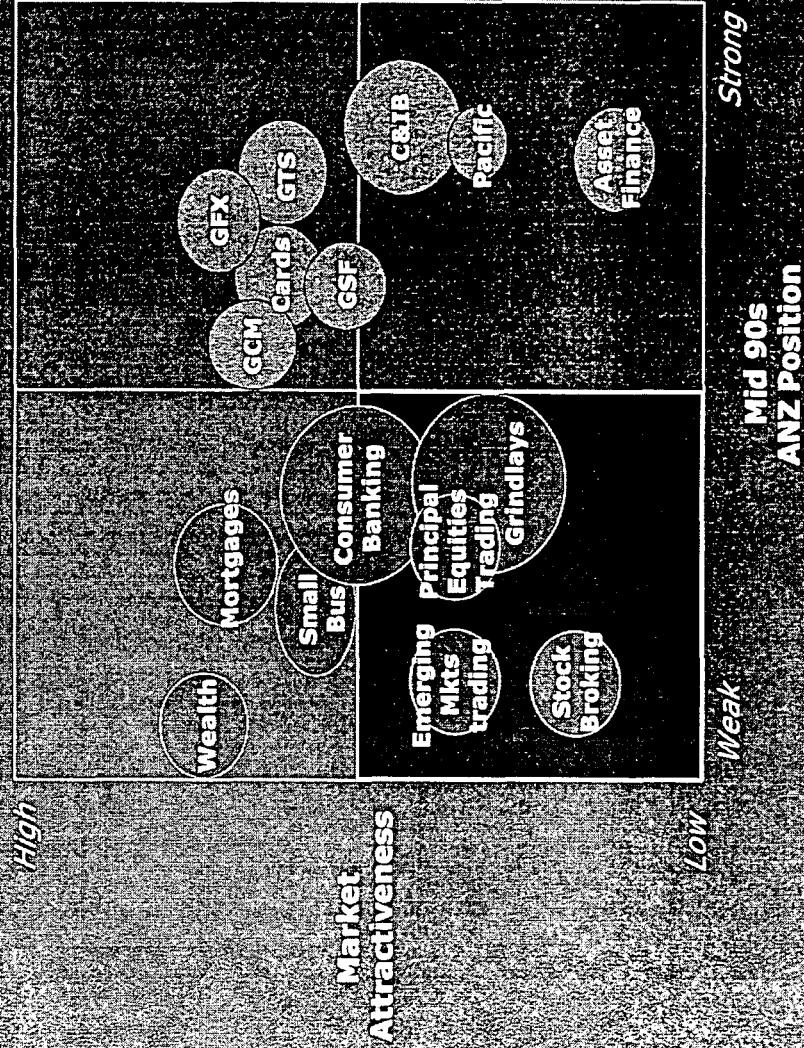 High
Market
Attractiveness
Low
Wealth
Mortgages
Small
Bus
Consumer
Banking
Emerging
Mkts
trading
Stock
Broking
Principal
Equities
Trading
Grindlays
GCM
Cards
GFX
GTS
GSF
C&IB
Pacific
Asset
Finance
Weak
Mid 90s
ANZ Position
Strong